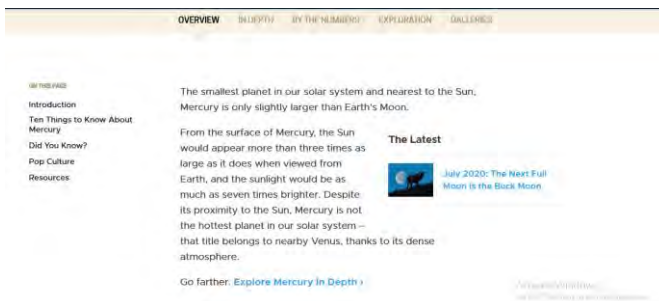 OVERVIEW IN DEPTH BY THE NUMBERS EXPLORATION GALLERIES
ON THIS PAGE
Introduction
Ten Things to Know About
Mercury
Did You Know?
Pop Culture
Resources
The smallest planet in our solar system and nearest to the Sun,
Mercury is only slightly larger than Earth's Moon.
From the surface of Mercury, the Sun
would appear more than three times as
large as it does when viewed from
Earth, and the sunlight would be as
much as seven times brighter. Despite
its proximity to the Sun, Mercury is not
the hottest planet in our solar system –
that title belongs to nearby Venus, thanks to its dense
atmosphere.
Go farther. Explore Mercury in Depth ›
The Latest
July 2020: The Next Full
Moon is the Buck Moon